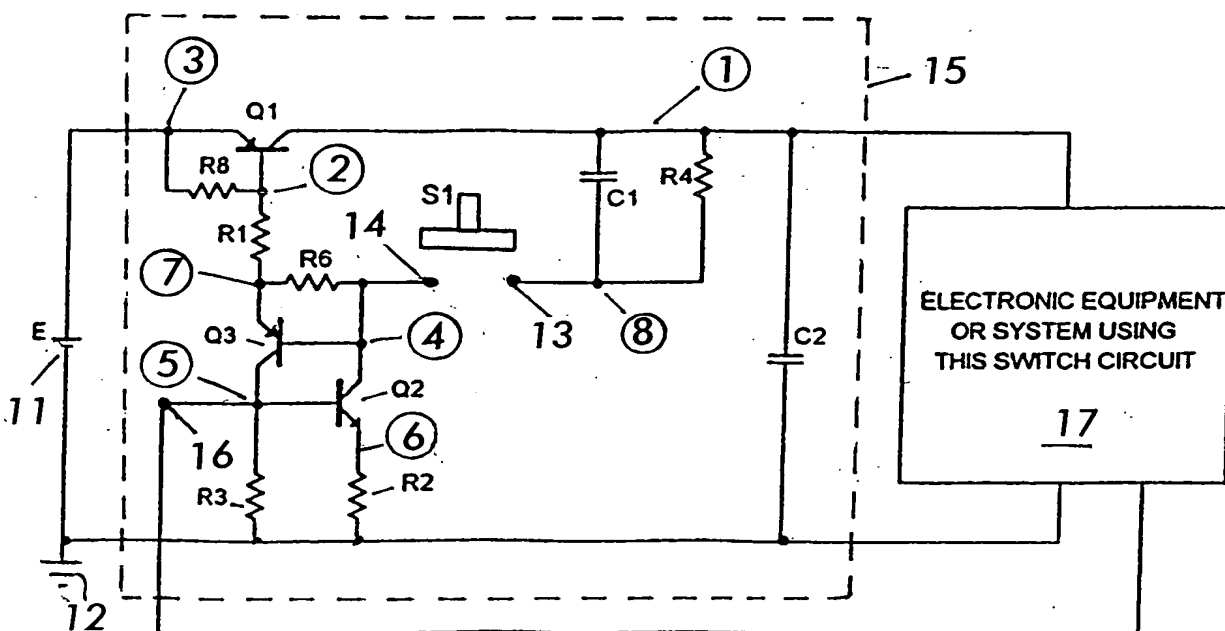 15
3
1
Q1
R8
2
S1
C1
R4
R1
14
7
R6
ELECTRONIC EQUIPMENT
OR SYSTEM USING
THIS SWITCH CIRCUIT
E
Q3
4
13
8
C2
5
Q2
11
16
6
17
R3
R2
12